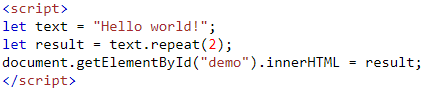 <script>
let text = "Hello world!";
let result = text.repeat(2);
document.getElementById("demo").innerHTML = result;
</script>